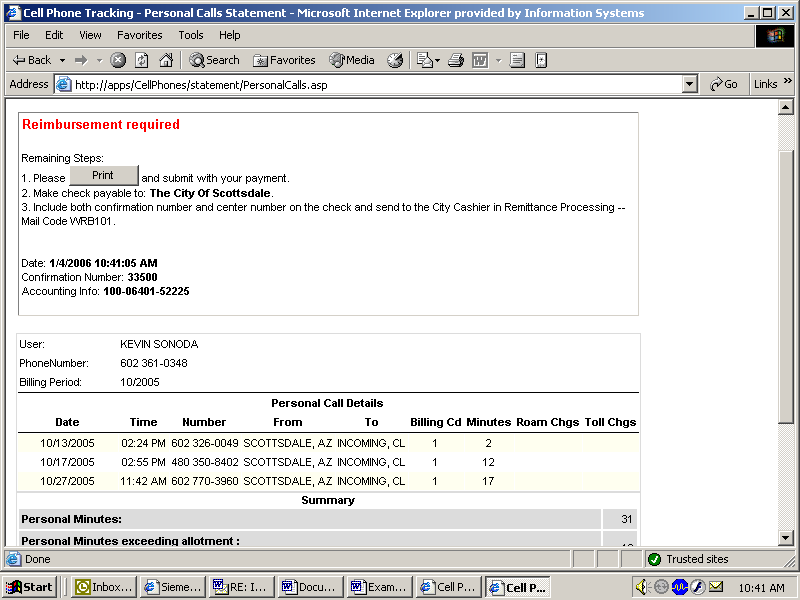 Cell Phone Tracking - Personal Calls Statement - Microsoft Internet Explorer provided by Information Systems
File Edit View Favorites Tools Help
Back Search Favorites Media
Address http://apps/CellPhones/statement/PersonalCalls.asp Go Links »
Reimbursement required
Remaining Steps:
1. Please Print and submit with your payment.
2. Make check payable to: The City Of Scottsdale.
3. Include both confirmation number and center number on the check and send to the City Cashier in Remittance Processing --
Mail Code WRB101.
Date: 1/4/2006 10:41:05 AM
Confirmation Number: 33500
Accounting Info: 100-06401-52225
User: KEVIN SONODA
PhoneNumber: 602 361-0348
Billing Period: 10/2005
Personal Call Details
Date Time Number From To Billing Cd Minutes Roam Chgs Toll Chgs
10/13/2005 02:24 PM 602 326-0049 SCOTTSDALE, AZ INCOMING, CL 1 2
10/17/2005 02:55 PM 480 350-8402 SCOTTSDALE, AZ INCOMING, CL 1 12
10/27/2005 11:42 AM 602 770-3960 SCOTTSDALE, AZ INCOMING, CL 1 17
Summary
Personal Minutes: 31
Personal Minutes exceeding allotment :
Done Trusted sites
Start Inbox... Sieme... RE: I... Docu... Exam... Cell P... Cell P... 10:41 AM